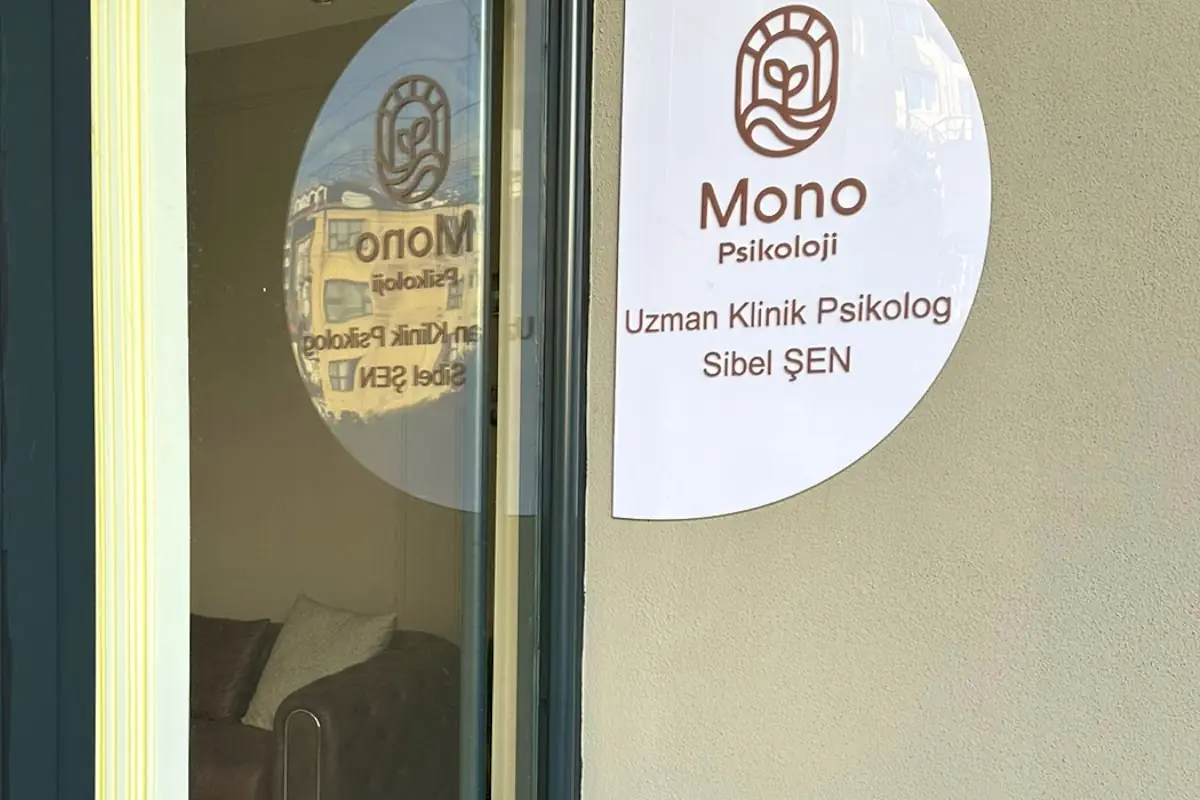 Mono
Psikoloji
Uzman Klinik Psikolog
Sibel ŞEN